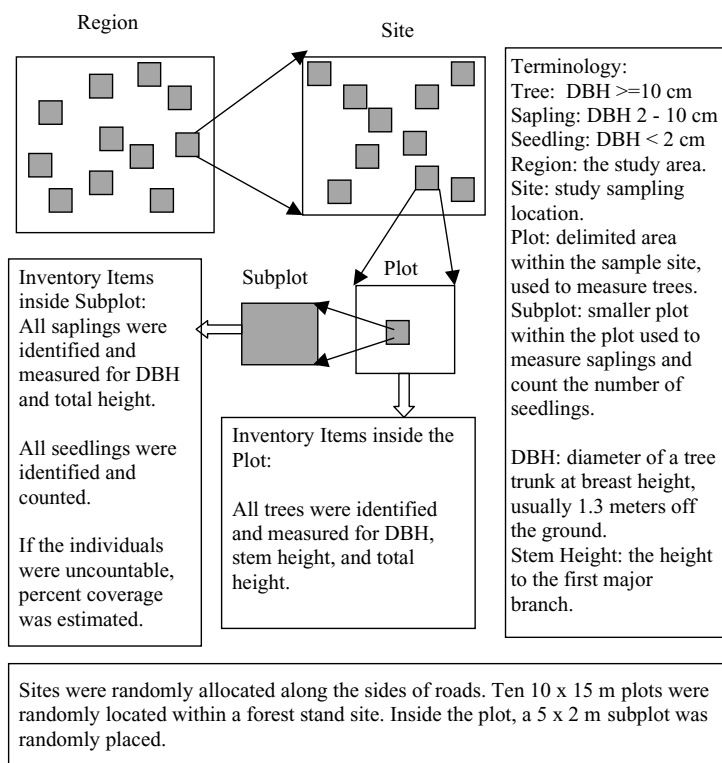 Region
Site
Terminology:
Tree: DBH >=10 cm
Sapling: DBH 2 - 10 cm
Seedling: DBH < 2 cm
Region: the study area.
Site: study sampling
location.
Plot: delimited area
within the sample site,
used to measure trees.
Subplot: smaller plot
within the plot used to
measure saplings and
count the number of
seedlings.
DBH: diameter of a tree
trunk at breast height,
usually 1.3 meters off
the ground.
Stem Height: the height
to the first major
branch.
Subplot
Plot
Inventory Items
inside Subplot:
All saplings were
identified and
measured for DBH
and total height.
All seedlings were
identified and
counted.
If the individuals
were uncountable,
percent coverage
was estimated.
Inventory Items inside the
Plot:
All trees were identified
and measured for DBH,
stem height, and total
height.
Sites were randomly allocated along the sides of roads. Ten 10 x 15 m plots were
randomly located within a forest stand site. Inside the plot, a 5 x 2 m subplot was
randomly placed.